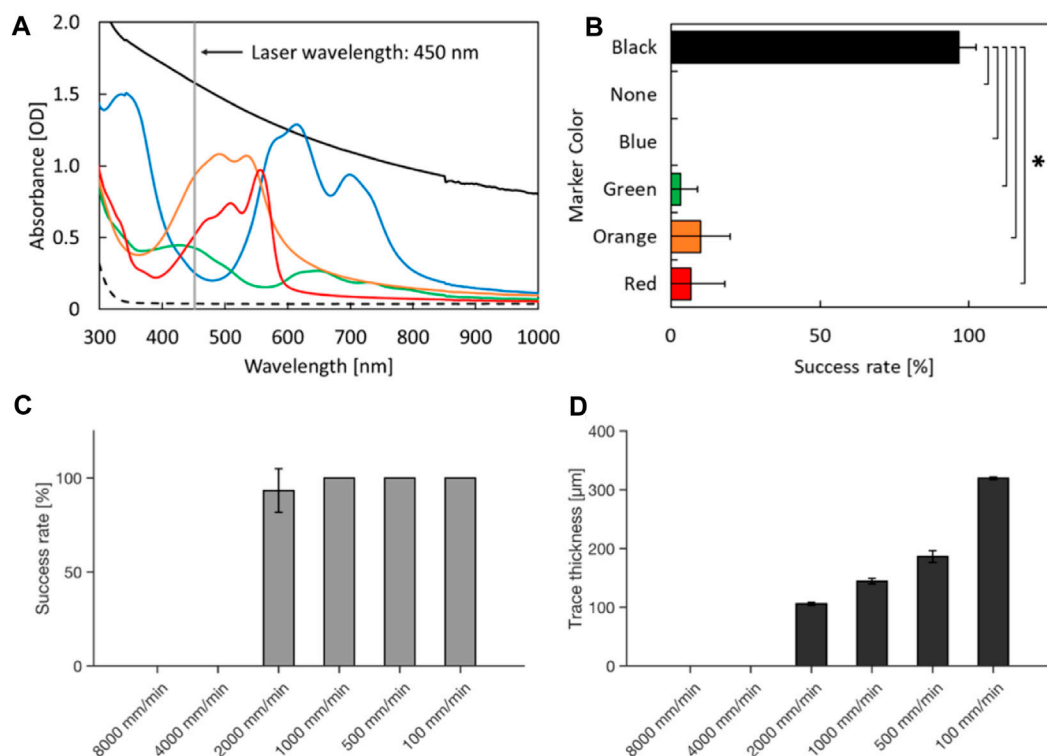 A
2.0
1.5
1.0
0.5
0
Absorbance [OD]
Laser wavelength: 450 nm
300 400 500 600 700 800 900 1000
Wavelength [nm]
B
Black
None
Blue
Green
Orange
Red
Marker Color
*
0 50 100
Success rate [%]
C
100
50
0
Success rate [%]
8000 mm/min
4000 mm/min
2000 mm/min
1000 mm/min
500 mm/min
100 mm/min
D
400
300
200
100
0
Trace thickness [µm]
8000 mm/min
4000 mm/min
2000 mm/min
1000 mm/min
500 mm/min
100 mm/min